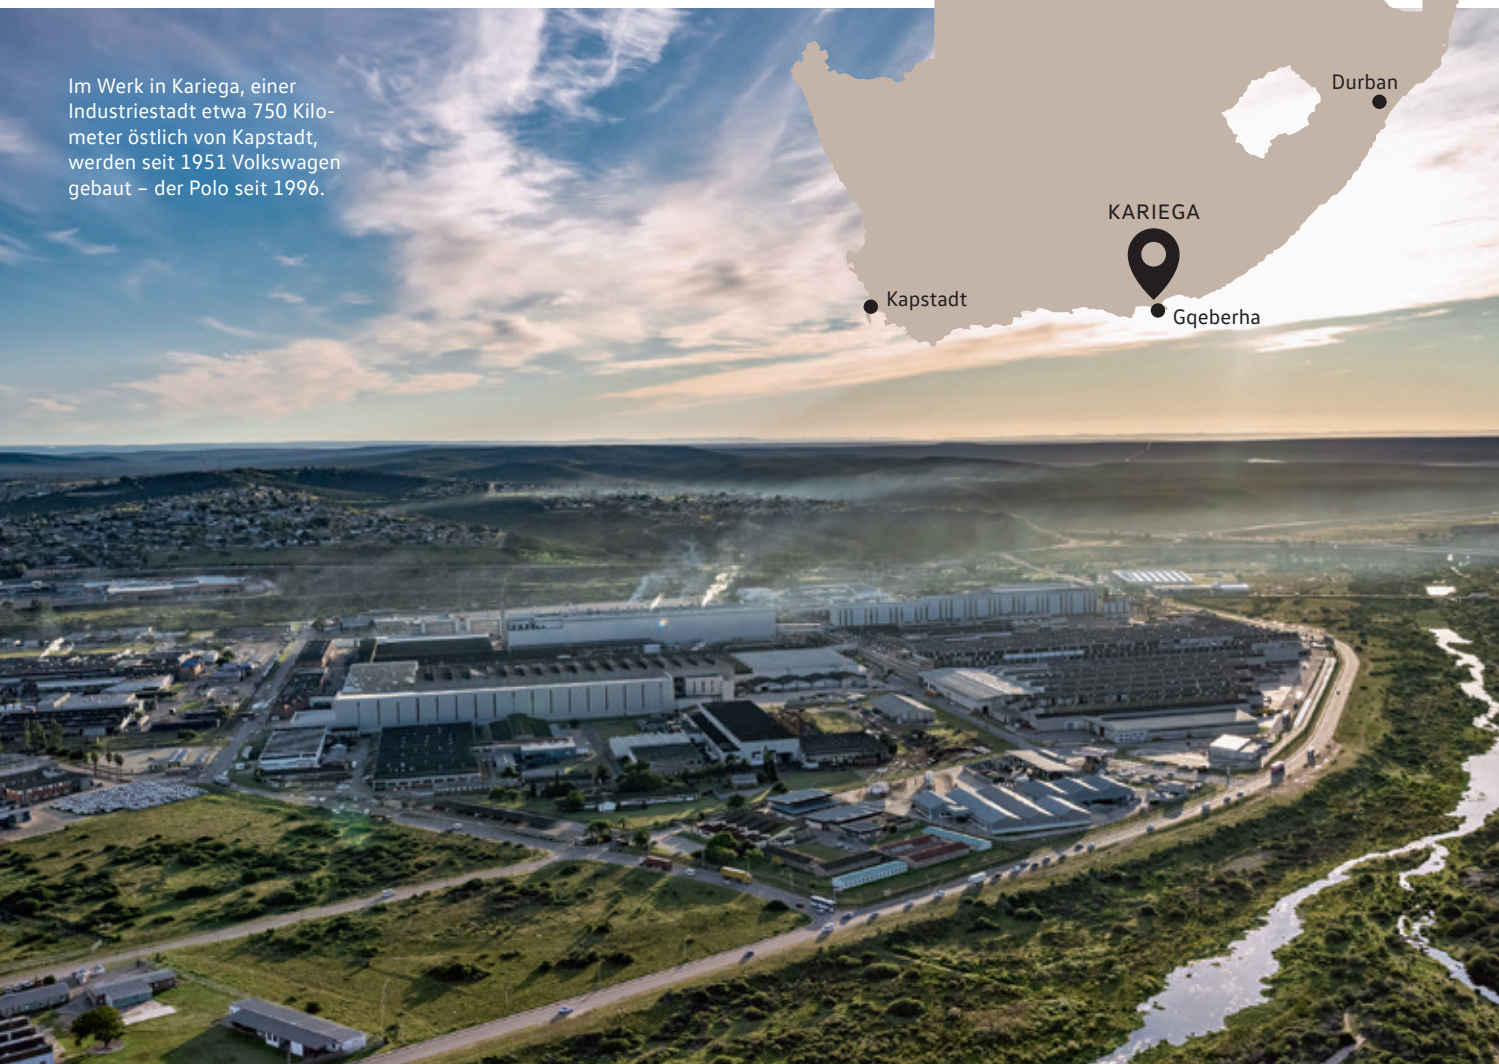 Im Werk in Kariega, einer
Industriestadt etwa 750 Kilo-
meter östlich von Kapstadt,
werden seit 1951 Volkswagen
gebaut – der Polo seit 1996.
Durban
KARIEGA
Kapstadt
Gqeberha